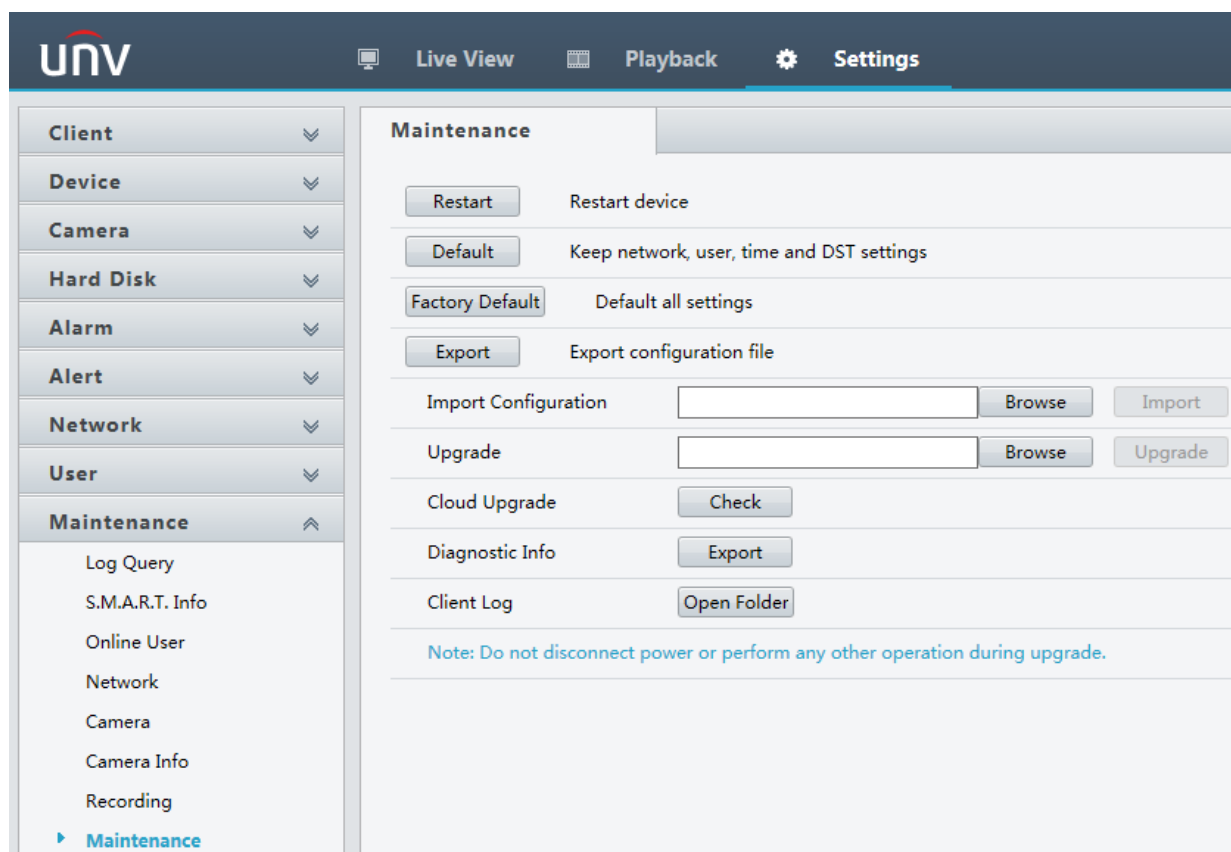 unv
Live View
Playback
Settings
Client
Device
Camera
Hard Disk
Alarm
Alert
Network
User
Maintenance
Log Query
S.M.A.R.T. Info
Online User
Network
Camera
Camera Info
Recording
Maintenance
Maintenance
Restart Restart device
Default Keep network, user, time and DST settings
Factory Default Default all settings
Export Export configuration file
Import Configuration Browse Import
Upgrade Browse Upgrade
Cloud Upgrade Check
Diagnostic Info Export
Client Log Open Folder
Note: Do not disconnect power or perform any other operation during upgrade.